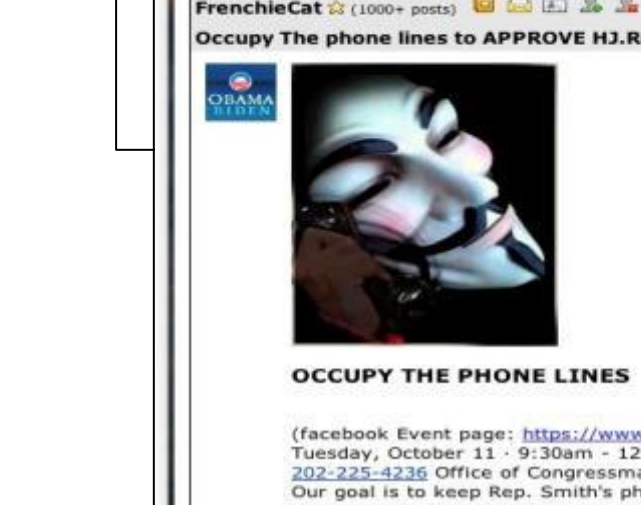 FrenchieCat (1000+ posts)
Occupy The phone lines to APPROVE HJ.R
OBAMA
BIDEN
OCCUPY THE PHONE LINES
(facebook Event page: https://www
Tuesday, October 11 · 9:30am - 12
202-225-4236 Office of Congressma
Our goal is to keep Rep. Smith's ph